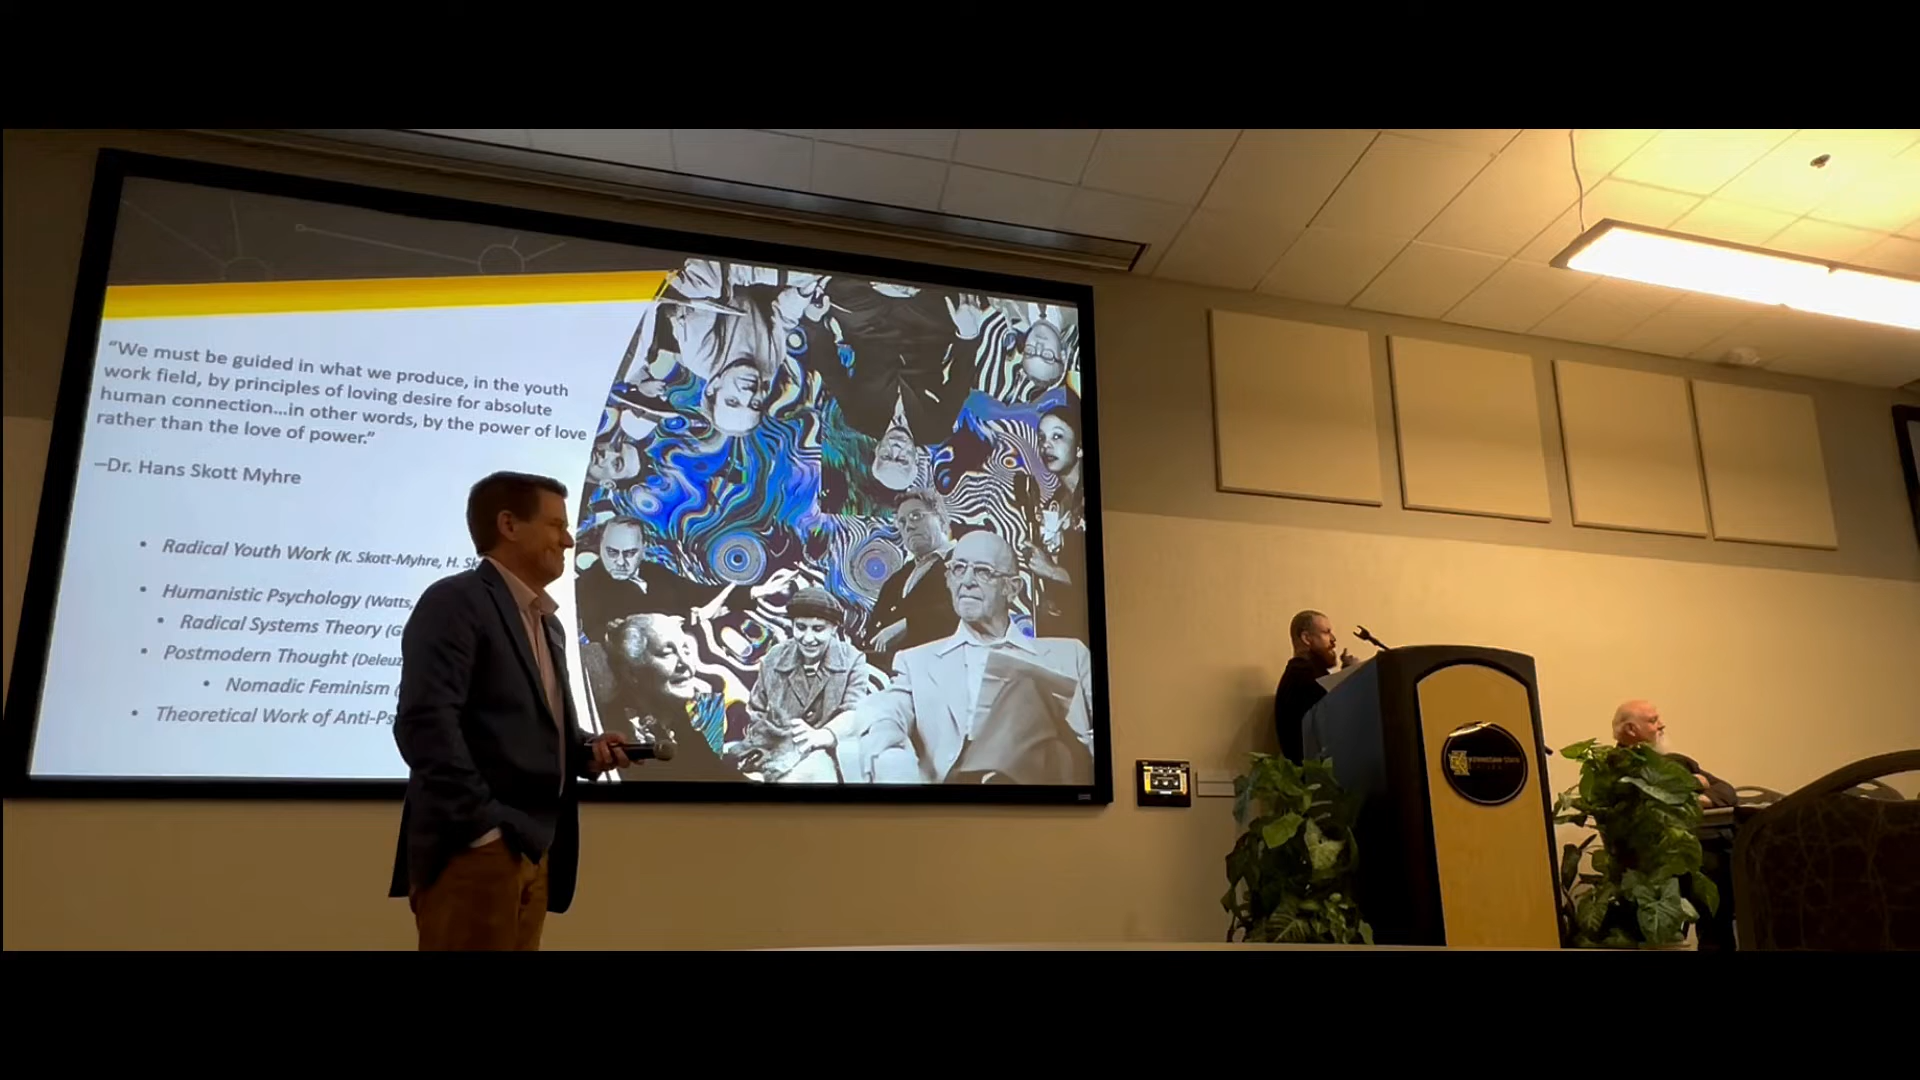 “We must be guided in what we produce, in the youth
work field, by principles of loving desire for absolute
human connection...in other words, by the power of love
rather than the love of power.”
–Dr. Hans Skott Myhre
• Radical Youth Work (K. Skott-Myhre, H. Sk
• Humanistic Psychology (Watts,
• Radical Systems Theory (G
• Postmodern Thought (Deleuz
• Nomadic Feminism (
• Theoretical Work of Anti-Ps
KENNESAW STATE